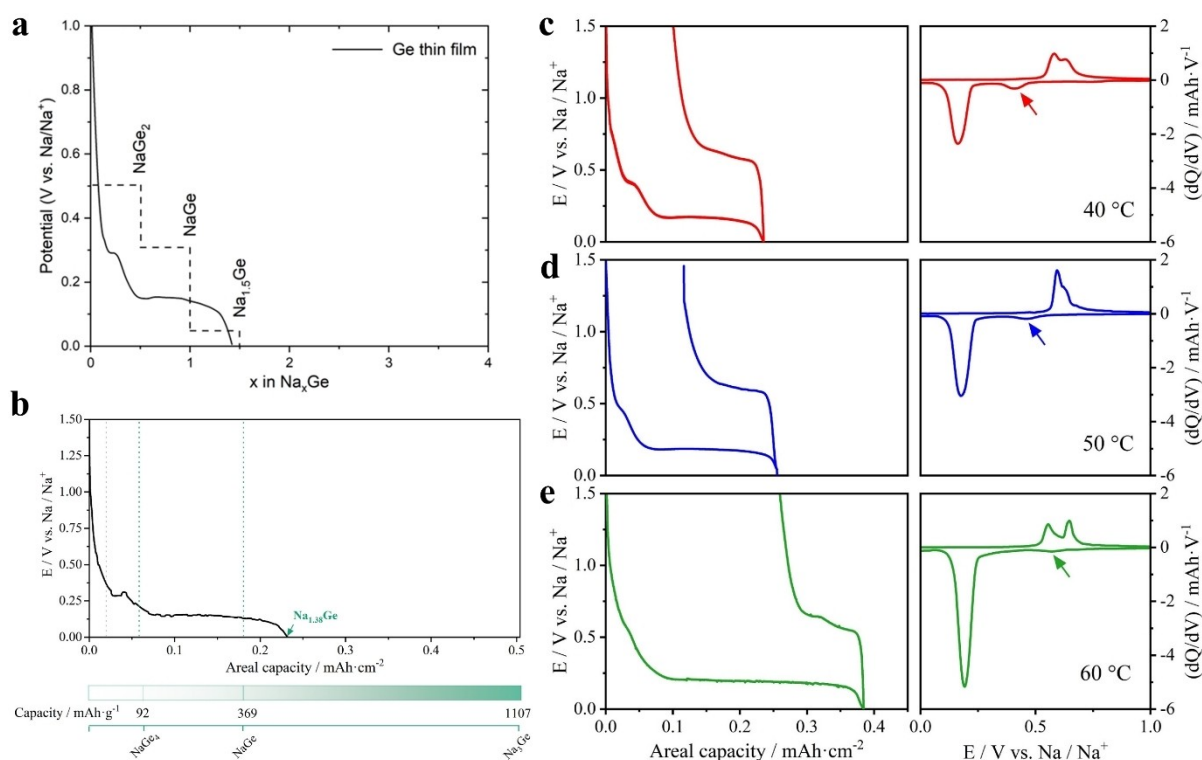 a
Ge thin film
Potential (V vs. Na/Na⁺)
1.0
0.8
0.6
0.4
0.2
0.0
NaGe₂
NaGe
Na₁.₅Ge
0 1 2 3 4
x in NaₓGe
b
E / V vs. Na / Na⁺
1.50
1.25
1.00
0.75
0.50
0.25
0.00
Na₁.₃₈Ge
0.0 0.1 0.2 0.3 0.4 0.5
Areal capacity / mAh·cm⁻²
Capacity / mAh·g⁻¹ 92 369 1107
NaGe₄ NaGe Na₃Ge
c
E / V vs. Na / Na⁺
1.5
1.0
0.5
0.0
40 °C
2
0
-2
-4
-6
(dQ/dV) / mAh·V⁻¹
d
E / V vs. Na / Na⁺
1.5
1.0
0.5
0.0
50 °C
2
0
-2
-4
-6
(dQ/dV) / mAh·V⁻¹
e
E / V vs. Na / Na⁺
1.5
1.0
0.5
0.0
60 °C
2
0
-2
-4
-6
(dQ/dV) / mAh·V⁻¹
0.0 0.1 0.2 0.3 0.4
Areal capacity / mAh·cm⁻²
0.0 0.5 1.0
E / V vs. Na / Na⁺